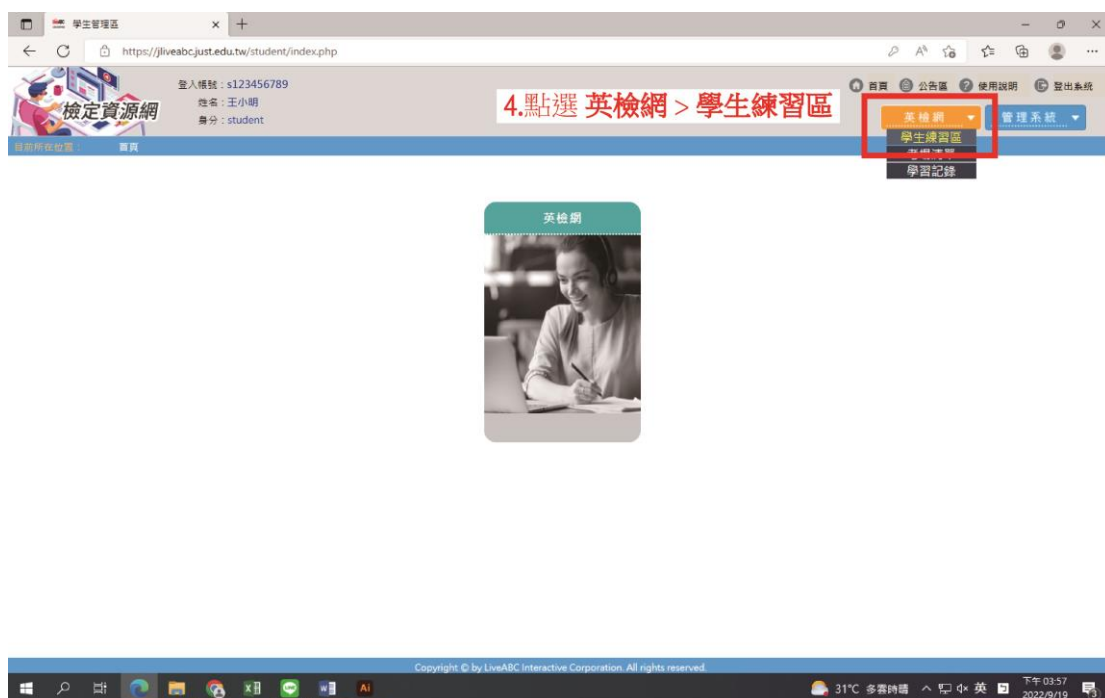 學生管理區
https://jliveabc.just.edu.tw/student/index.php
檢定資源網
登入帳號：s123456789
姓名：王小明
身分：student
首頁 公告區 使用說明 登出系統
4.點選 英檢網 > 學生練習區
英檢網 管理系統
學生練習區
學習記錄
目前所在位置： 首頁
英檢網
Copyright © by LiveABC Interactive Corporation. All rights reserved.
31°C 多雲時晴 英 下午 03:57
2022/9/19